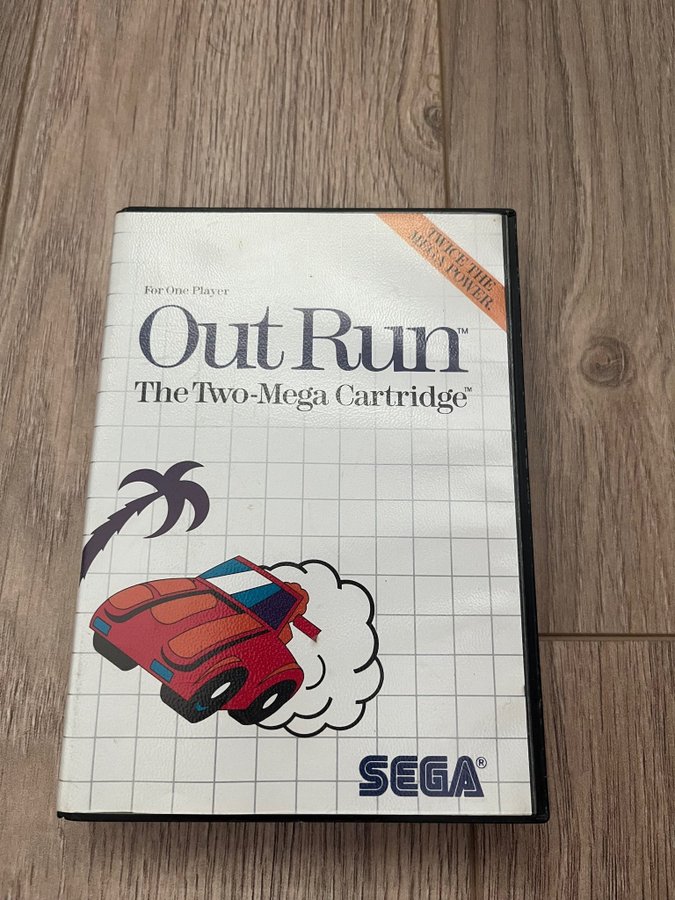 TWICE THE
MEGA POWER
For One Player
Out Run™
The Two-Mega Cartridge™
SEGA®